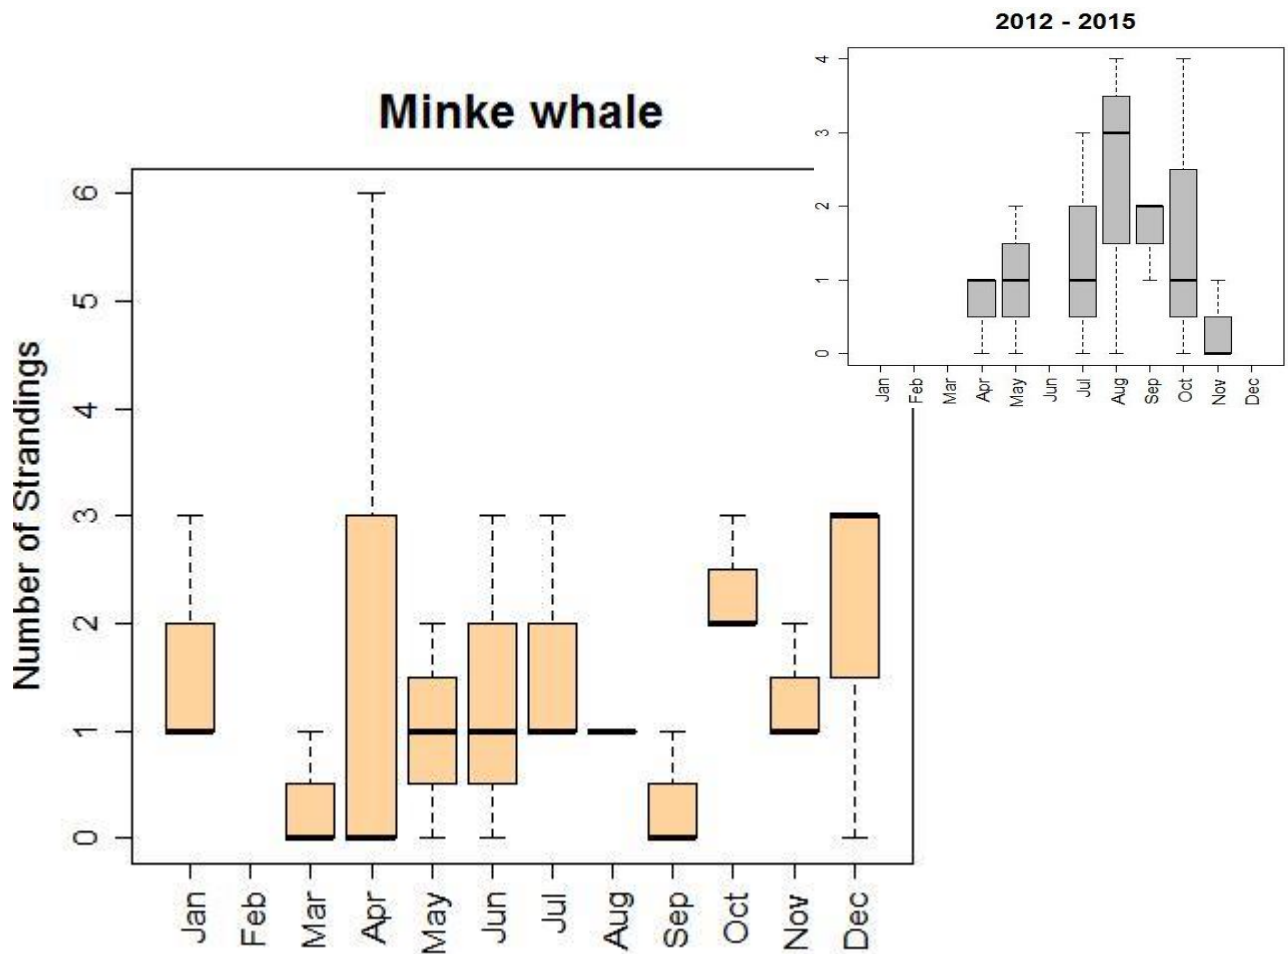 2012 - 2015
Minke whale
4
3
2
1
0
Jan Feb Mar Apr May Jun Jul Aug Sep Oct Nov Dec
Number of Strandings
6
5
4
3
2
1
0
Jan Feb Mar Apr May Jun Jul Aug Sep Oct Nov Dec